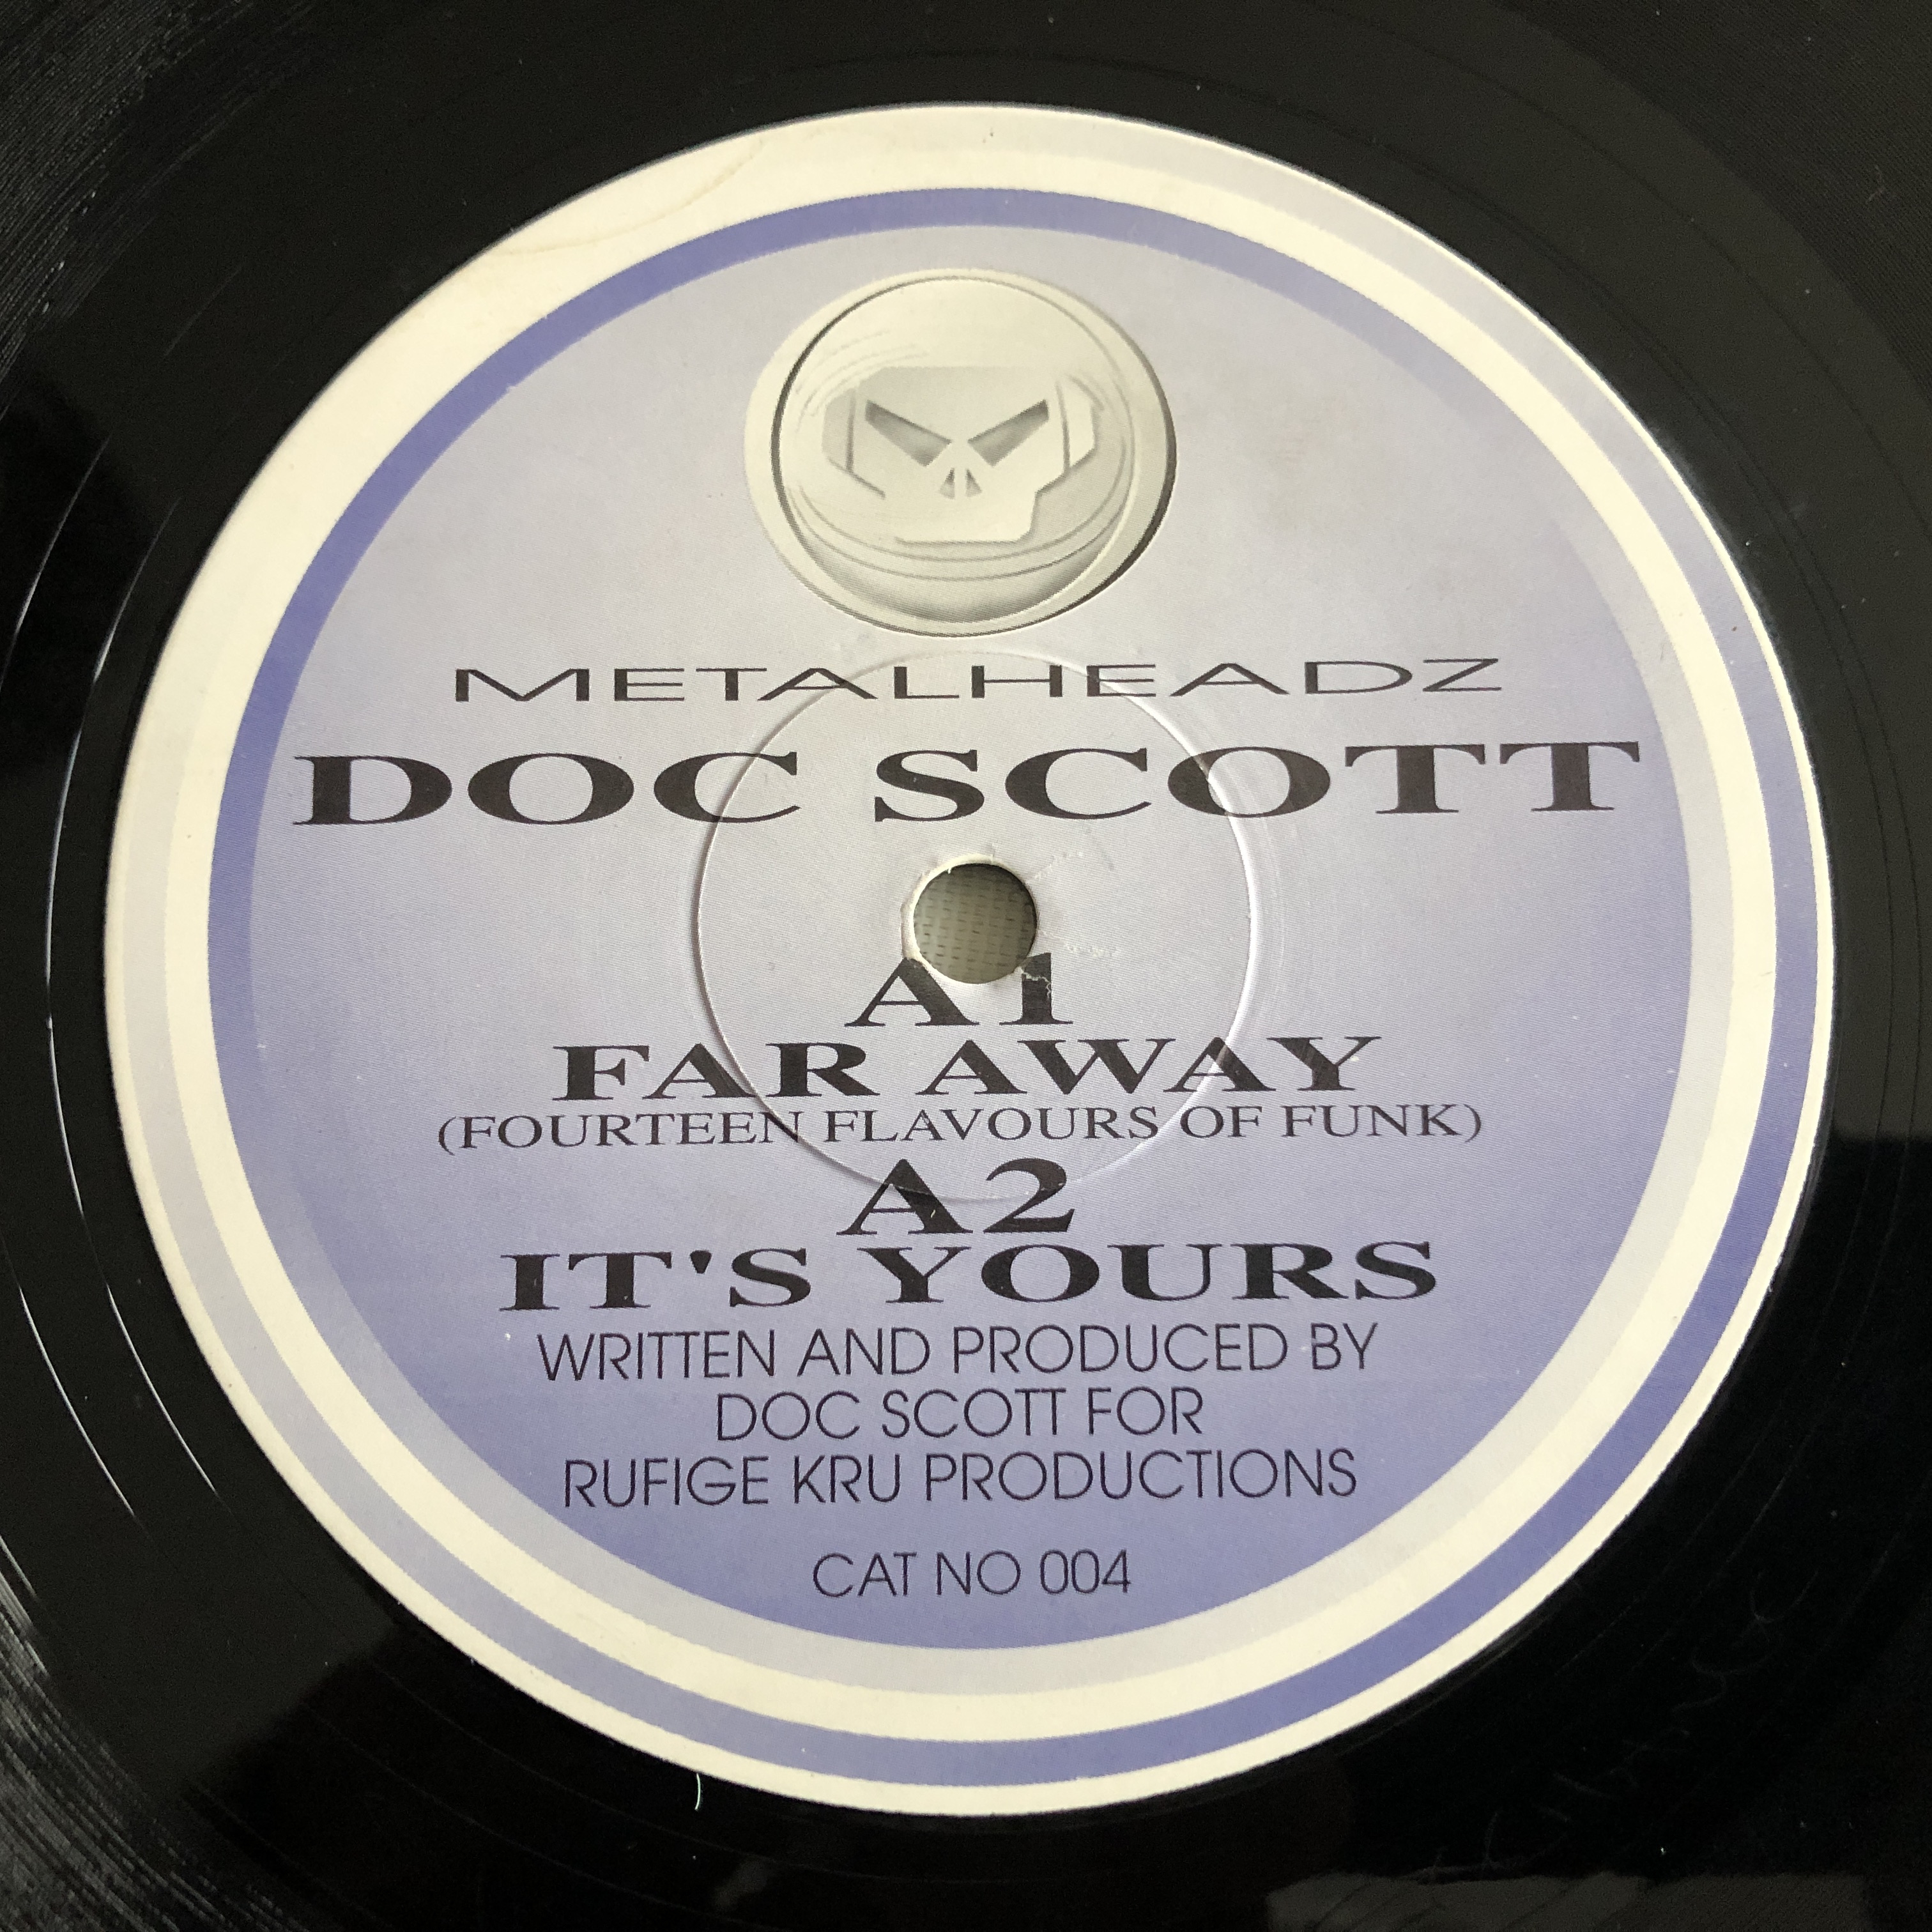 METALHEADZ
DOC SCOTT
A1
FAR AWAY
(FOURTEEN FLAVOURS OF FUNK)
A2
IT'S YOURS
WRITTEN AND PRODUCED BY
DOC SCOTT FOR
RUFIGE KRU PRODUCTIONS
CAT NO 004